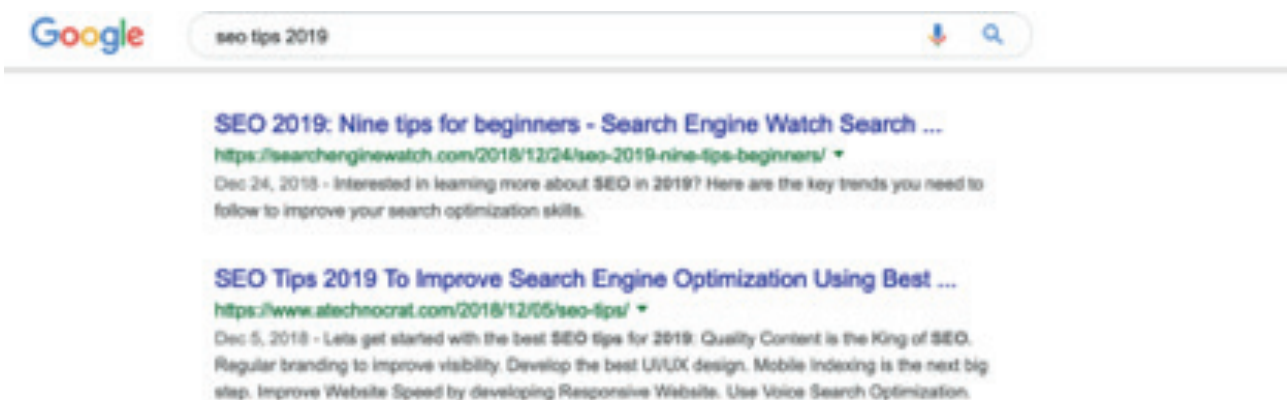 Google
seo tips 2019
SEO 2019: Nine tips for beginners - Search Engine Watch Search ...
https://searchenginewatch.com/2018/12/24/seo-2019-nine-tips-beginners/
Dec 24, 2018 - Interested in learning more about SEO in 2019? Here are the key trends you need to
follow to improve your search optimization skills.
SEO Tips 2019 To Improve Search Engine Optimization Using Best ...
https://www.atechnocrat.com/2018/12/05/seo-tips/
Dec 5, 2018 - Lets get started with the best SEO tips for 2019: Quality Content is the King of SEO.
Regular branding to improve visibility. Develop the best UI/UX design. Mobile Indexing is the next big
step. Improve Website Speed by developing Responsive Website. Use Voice Search Optimization.